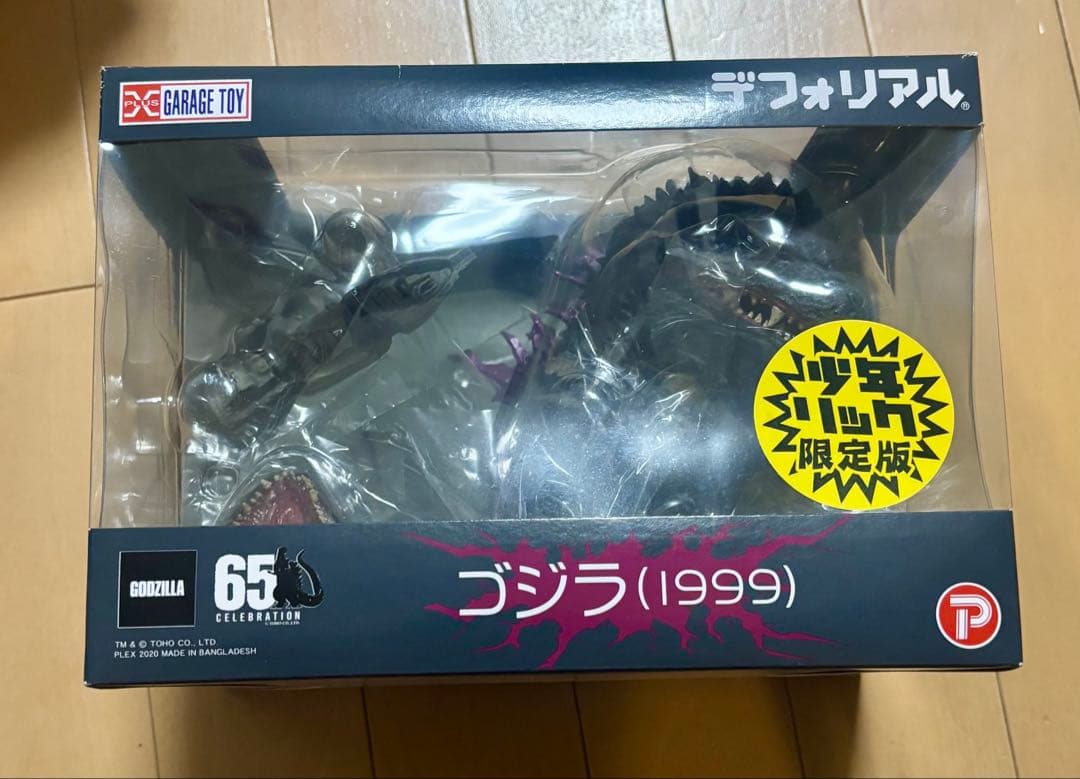 X PLUS GARAGE TOY
デフォリアル®
少年
リック
限定版
GODZILLA
65
CELEBRATION
TM & © TOHO CO., LTD
PLEX 2020 MADE IN BANGLADESH
ゴジラ(1999)
P